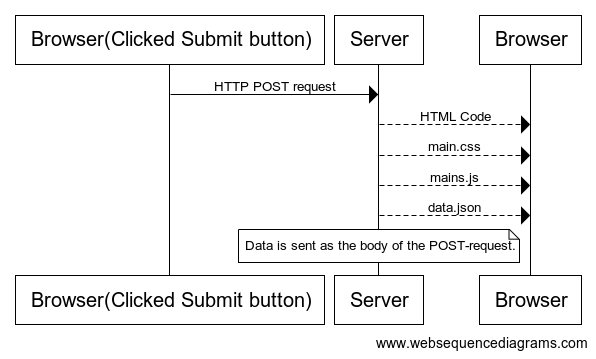 Browser(Clicked Submit button) Server Browser
HTTP POST request
HTML Code
main.css
mains.js
data.json
Data is sent as the body of the POST-request.
Browser(Clicked Submit button) Server Browser
www.websequencediagrams.com